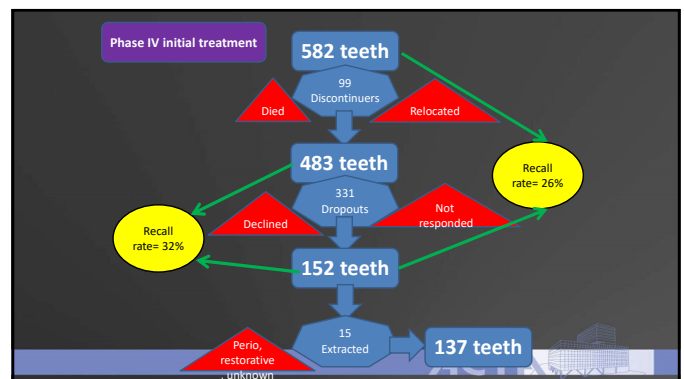 Phase IV initial treatment
582 teeth
99
Discontinuers
Died
Relocated
483 teeth
Recall
rate= 26%
331
Dropouts
Declined
Not
responded
Recall
rate= 32%
152 teeth
15
Extracted
Perio,
restorative
, unknown
137 teeth